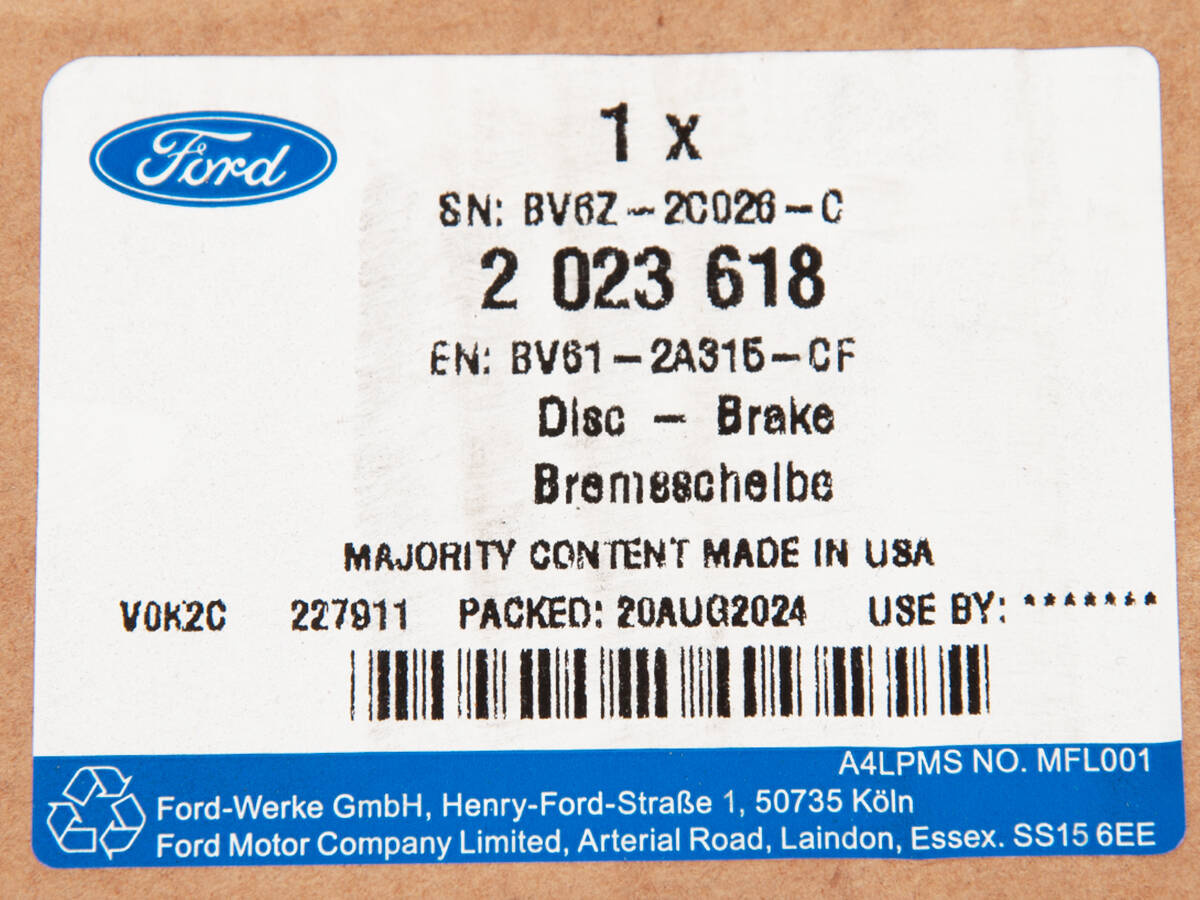 Ford
1 x
SN: BV6Z-2C026-C
2 023 618
EN: BV61-2A315-CF
Disc - Brake
Bremsscheibe
MAJORITY CONTENT MADE IN USA
V0K2C 227911 PACKED: 20AUG2024 USE BY: *******
A4LPMS NO. MFL001
Ford-Werke GmbH, Henry-Ford-Straße 1, 50735 Köln
Ford Motor Company Limited, Arterial Road, Laindon, Essex. SS15 6EE